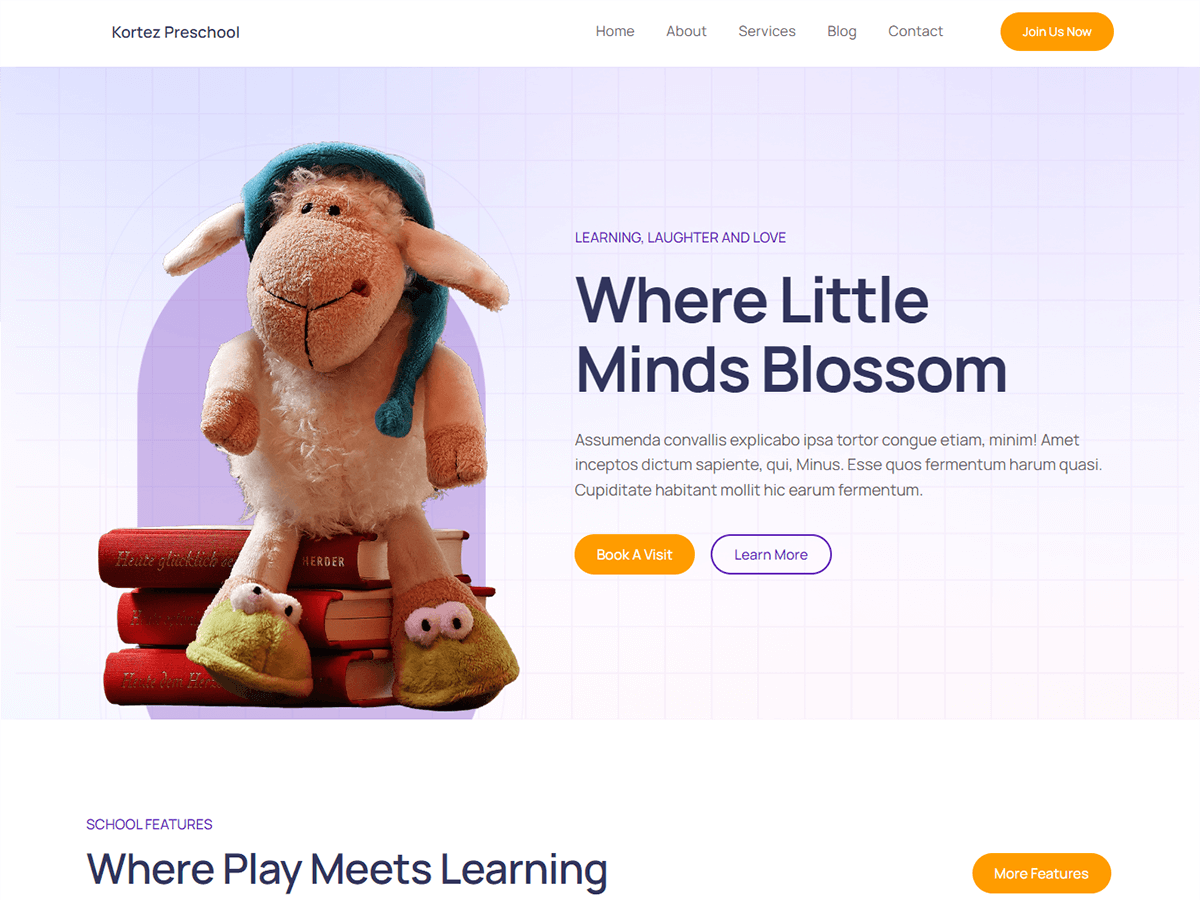 Kortez Preschool
Home About Services Blog Contact Join Us Now
LEARNING, LAUGHTER AND LOVE
Where Little
Minds Blossom
Assumenda convallis explicabo ipsa tortor congue etiam, minim! Amet
inceptos dictum sapiente, qui, Minus. Esse quos fermentum harum quasi.
Cupiditate habitant mollit hic earum fermentum.
Book A Visit Learn More
Heute glücklich HERDER
Heute dem
SCHOOL FEATURES
Where Play Meets Learning
More Features